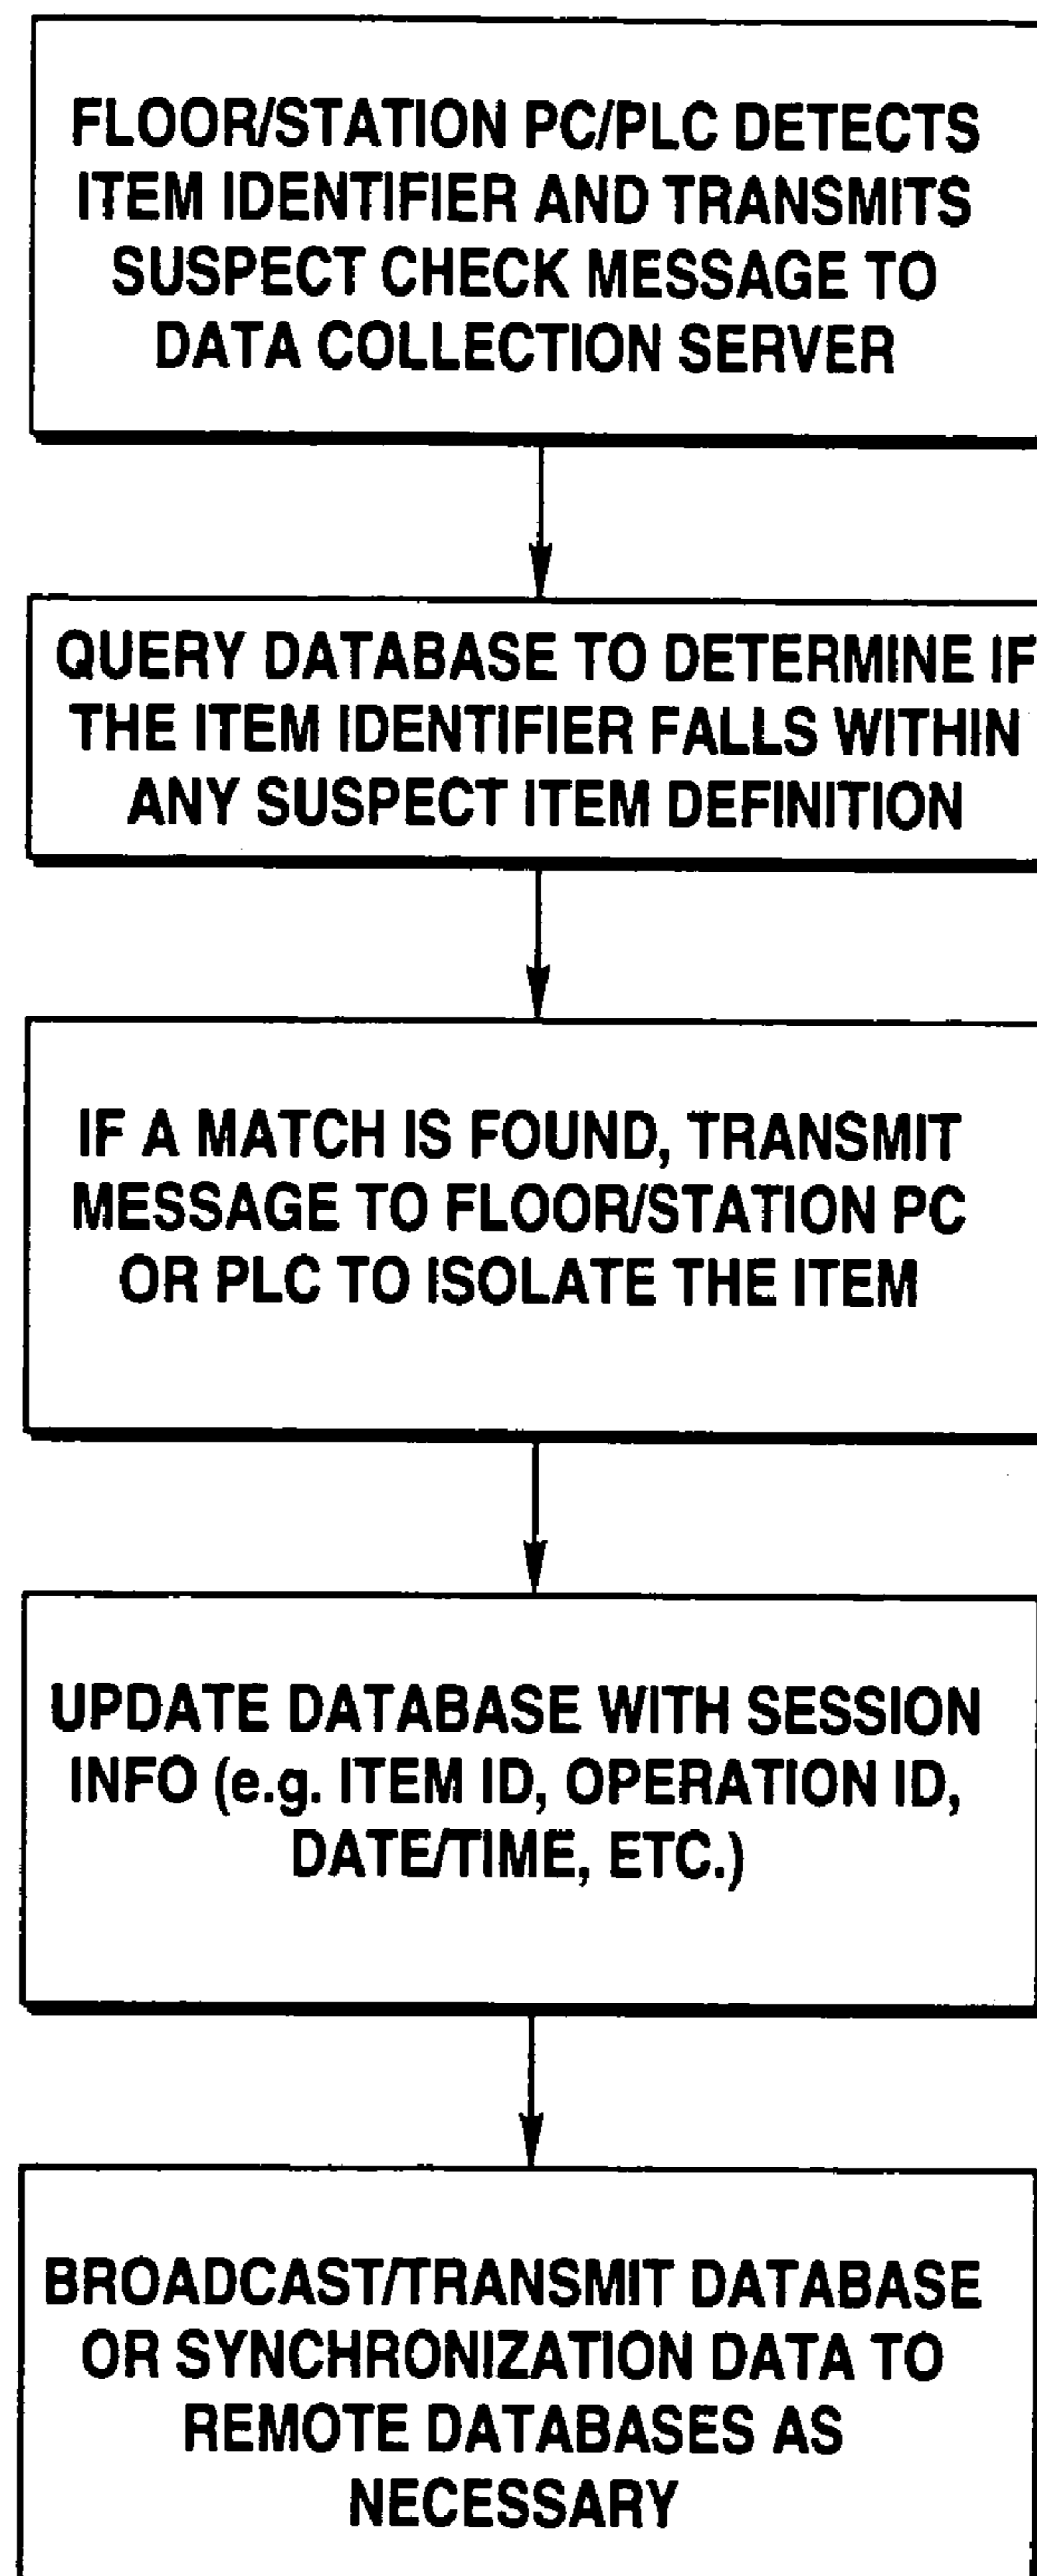 FLOOR/STATION PC/PLC DETECTS
ITEM IDENTIFIER AND TRANSMITS
SUSPECT CHECK MESSAGE TO
DATA COLLECTION SERVER
QUERY DATABASE TO DETERMINE IF
THE ITEM IDENTIFIER FALLS WITHIN
ANY SUSPECT ITEM DEFINITION
IF A MATCH IS FOUND, TRANSMIT
MESSAGE TO FLOOR/STATION PC
OR PLC TO ISOLATE THE ITEM
UPDATE DATABASE WITH SESSION
INFO (e.g. ITEM ID, OPERATION ID,
DATE/TIME, ETC.)
BROADCAST/TRANSMIT DATABASE
OR SYNCHRONIZATION DATA TO
REMOTE DATABASES AS
NECESSARY